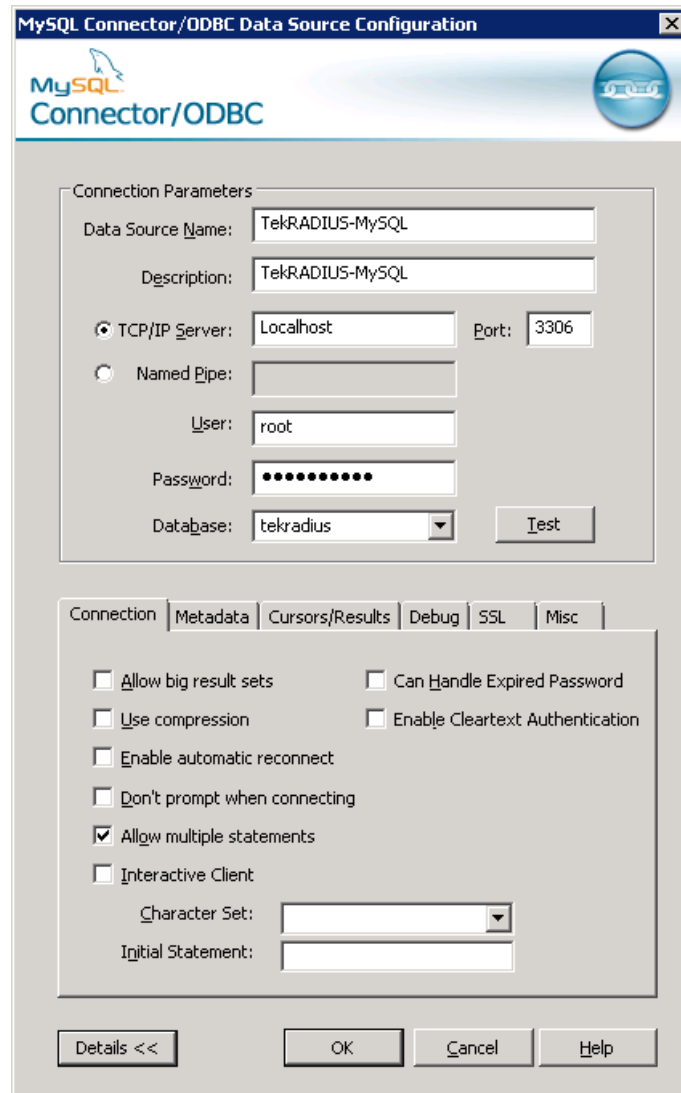 MySQL Connector/ODBC Data Source Configuration
MySQL
Connector/ODBC
Connection Parameters
Data Source Name: TekRADIUS-MySQL
Description: TekRADIUS-MySQL
TCP/IP Server: Localhost Port: 3306
Named Pipe:
User: root
Password: ●●●●●●●●●●
Database: tekradius Test
Connection Metadata Cursors/Results Debug SSL Misc
Allow big result sets Can Handle Expired Password
Use compression Enable Cleartext Authentication
Enable automatic reconnect
Don't prompt when connecting
Allow multiple statements
Interactive Client
Character Set:
Initial Statement:
Details << OK Cancel Help